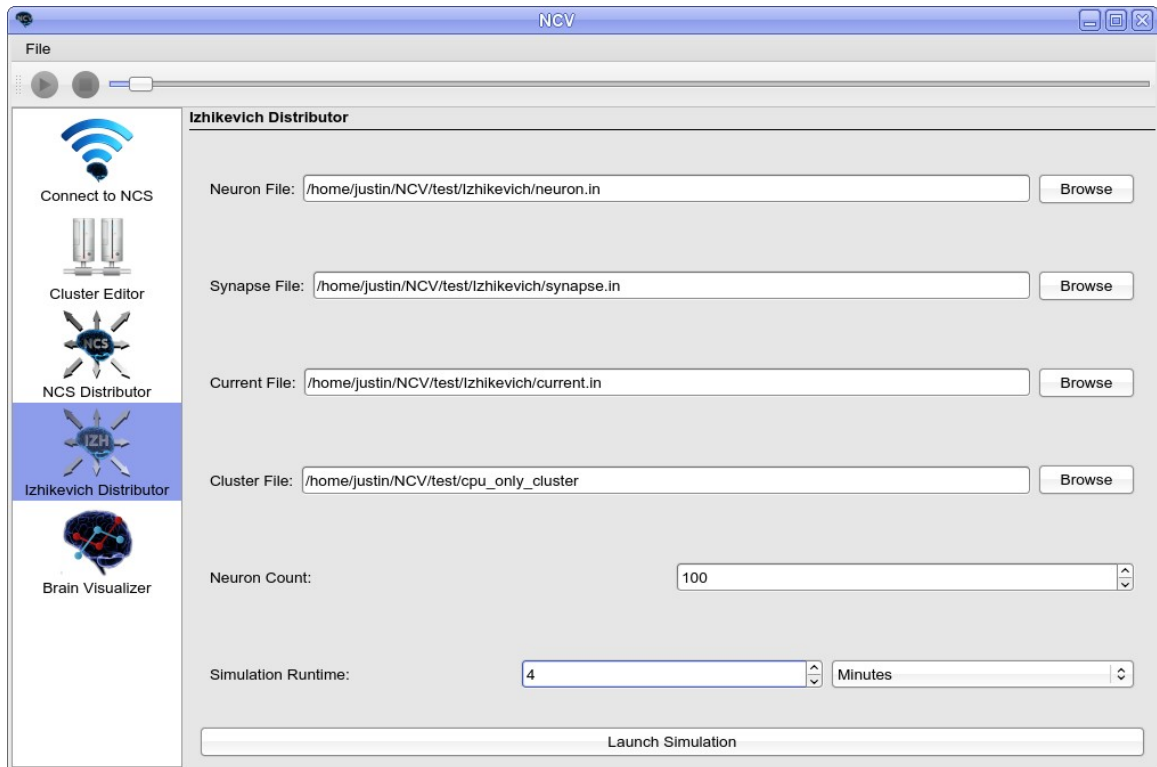 NCV
File
Connect to NCS
Cluster Editor
NCS
NCS Distributor
IZH
Izhikevich Distributor
Brain Visualizer
Izhikevich Distributor
Neuron File: /home/justin/NCV/test/Izhikevich/neuron.in Browse
Synapse File: /home/justin/NCV/test/Izhikevich/synapse.in Browse
Current File: /home/justin/NCV/test/Izhikevich/current.in Browse
Cluster File: /home/justin/NCV/test/cpu_only_cluster Browse
Neuron Count: 100
Simulation Runtime: 4 Minutes
Launch Simulation